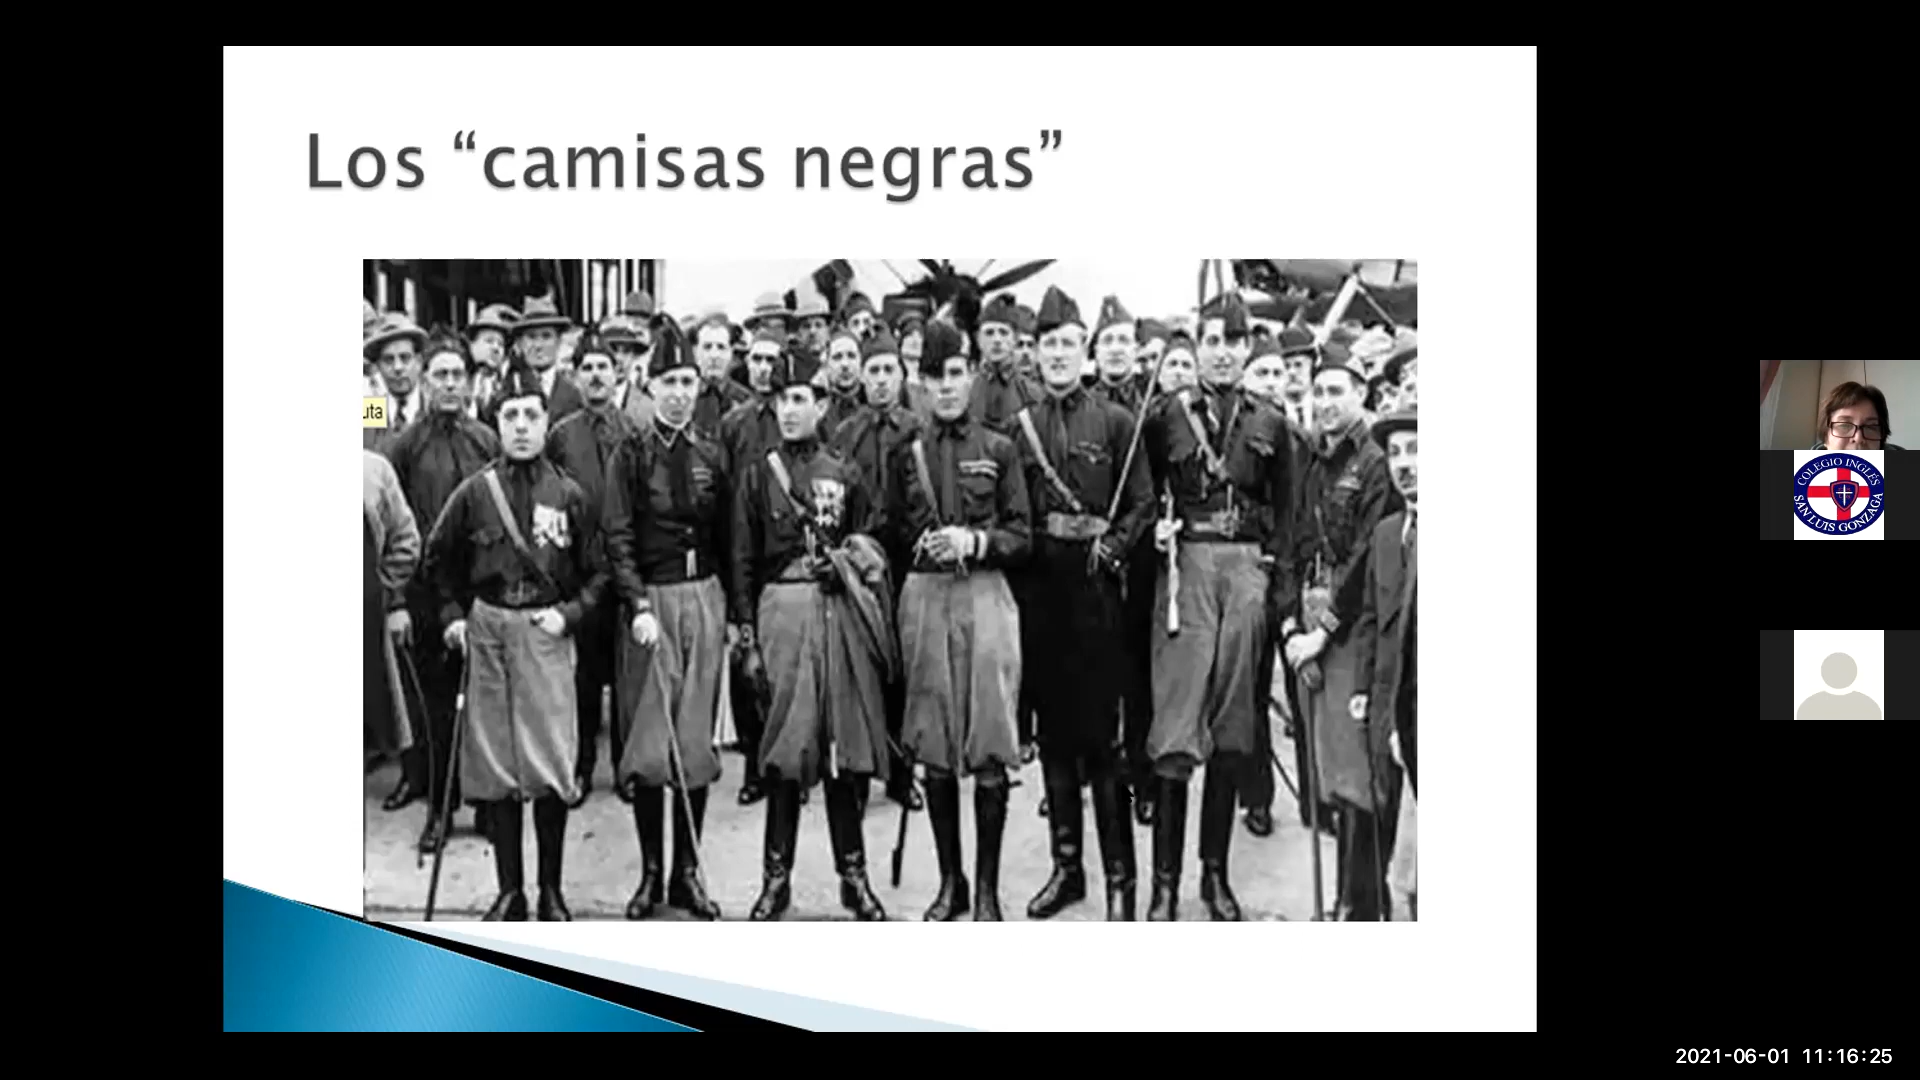 Los “camisas negras”
uta
COLEGIO INGLÉS
SAN LUIS GONZAGA
2021-06-01 11:16:25